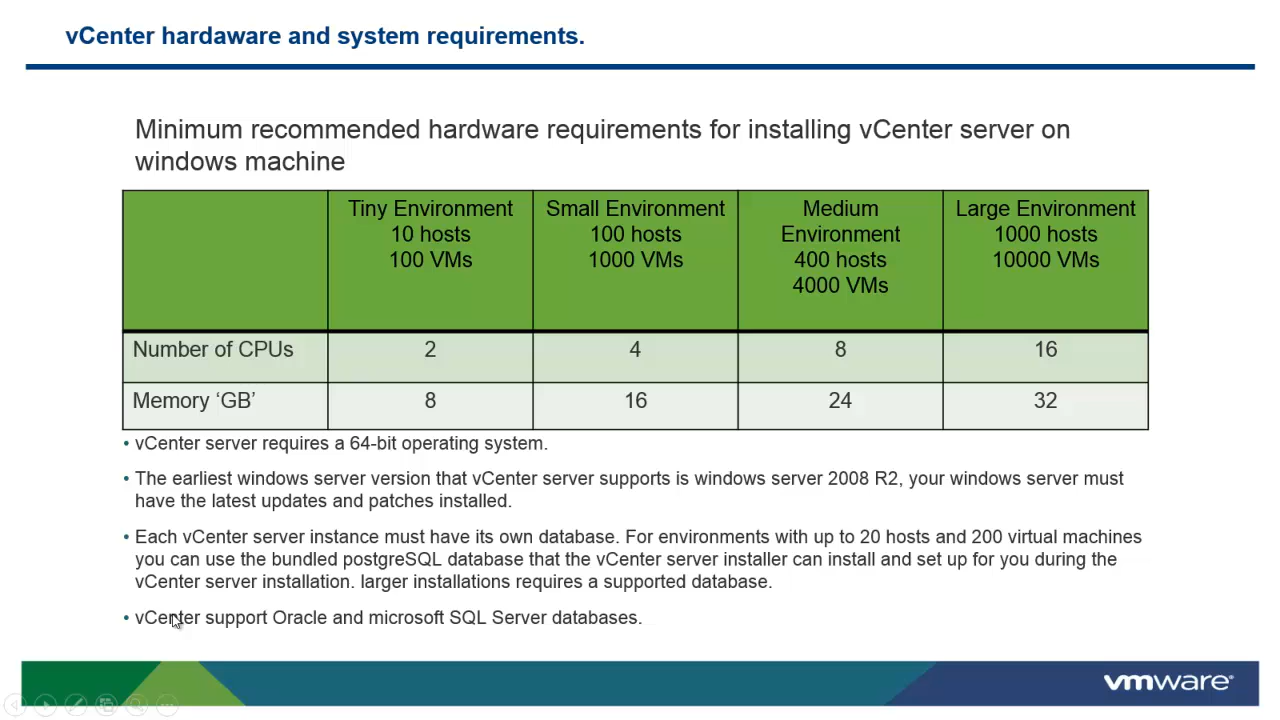 vCenter hardaware and system requirements.
Minimum recommended hardware requirements for installing vCenter server on
windows machine
Tiny Environment
10 hosts
100 VMs
Small Environment
100 hosts
1000 VMs
Medium
Environment
400 hosts
4000 VMs
Large Environment
1000 hosts
10000 VMs
Number of CPUs 2 4 8 16
Memory ‘GB’ 8 16 24 32
• vCenter server requires a 64-bit operating system.
• The earliest windows server version that vCenter server supports is windows server 2008 R2, your windows server must
have the latest updates and patches installed.
• Each vCenter server instance must have its own database. For environments with up to 20 hosts and 200 virtual machines
you can use the bundled postgreSQL database that the vCenter server installer can install and set up for you during the
vCenter server installation. larger installations requires a supported database.
• vCenter support Oracle and microsoft SQL Server databases.
vmware®